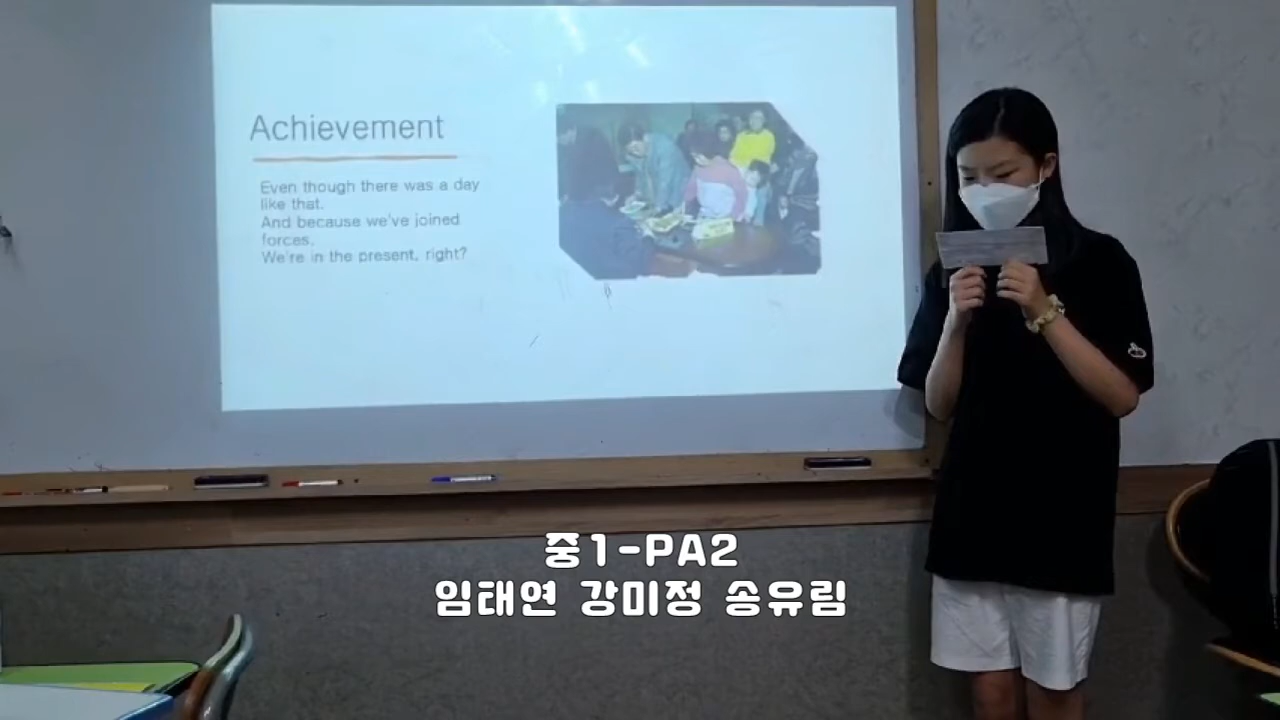 Achievement
Even though there was a day
like that.
And because we've joined
forces,
We're in the present, right?
중1-PA2
임태연 강미정 송유림